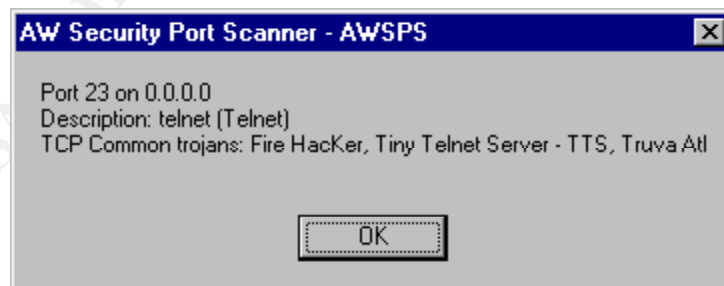 AW Security Port Scanner - AWSPS
Port 23 on 0.0.0.0
Description: telnet (Telnet)
TCP Common trojans: Fire HacKer, Tiny Telnet Server - TTS, Truva Atl
OK